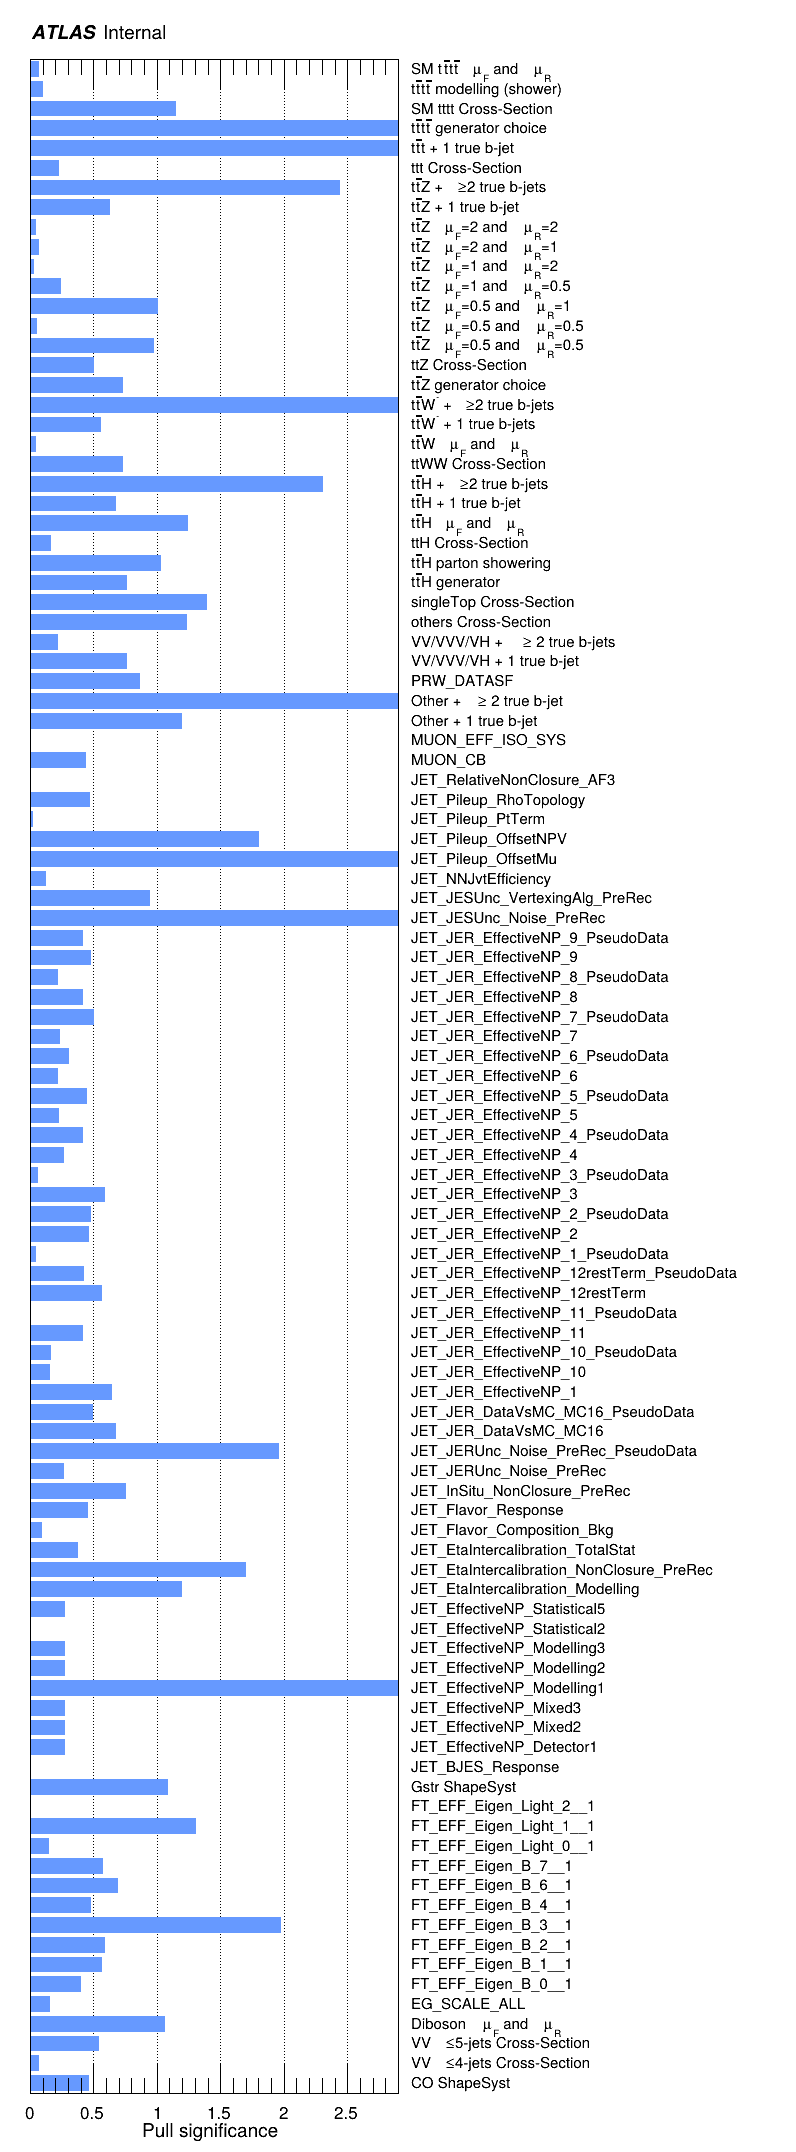 ATLAS Internal
SM tt̄t̄t̄ μF and μR
tt̄t̄t̄ modelling (shower)
SM tttt Cross-Section
tt̄t̄t̄ generator choice
tt̄t + 1 true b-jet
ttt Cross-Section
tt̄Z + ≥2 true b-jets
tt̄Z + 1 true b-jet
tt̄Z μF=2 and μR=2
tt̄Z μF=2 and μR=1
tt̄Z μF=1 and μR=2
tt̄Z μF=1 and μR=0.5
tt̄Z μF=0.5 and μR=1
tt̄Z μF=0.5 and μR=0.5
tt̄Z μF=0.5 and μR=0.5
ttZ Cross-Section
tt̄Z generator choice
tt̄W + ≥2 true b-jets
tt̄W + 1 true b-jets
tt̄W μF and μR
ttWW Cross-Section
tt̄H + ≥2 true b-jets
tt̄H + 1 true b-jet
tt̄H μF and μR
ttH Cross-Section
tt̄H parton showering
tt̄H generator
singleTop Cross-Section
others Cross-Section
VV/VVV/VH + ≥ 2 true b-jets
VV/VVV/VH + 1 true b-jet
PRW_DATASF
Other + ≥ 2 true b-jet
Other + 1 true b-jet
MUON_EFF_ISO_SYS
MUON_CB
JET_RelativeNonClosure_AF3
JET_Pileup_RhoTopology
JET_Pileup_PtTerm
JET_Pileup_OffsetNPV
JET_Pileup_OffsetMu
JET_NNJvtEfficiency
JET_JESUnc_VertexingAlg_PreRec
JET_JESUnc_Noise_PreRec
JET_JER_EffectiveNP_9_PseudoData
JET_JER_EffectiveNP_9
JET_JER_EffectiveNP_8_PseudoData
JET_JER_EffectiveNP_8
JET_JER_EffectiveNP_7_PseudoData
JET_JER_EffectiveNP_7
JET_JER_EffectiveNP_6_PseudoData
JET_JER_EffectiveNP_6
JET_JER_EffectiveNP_5_PseudoData
JET_JER_EffectiveNP_5
JET_JER_EffectiveNP_4_PseudoData
JET_JER_EffectiveNP_4
JET_JER_EffectiveNP_3_PseudoData
JET_JER_EffectiveNP_3
JET_JER_EffectiveNP_2_PseudoData
JET_JER_EffectiveNP_2
JET_JER_EffectiveNP_1_PseudoData
JET_JER_EffectiveNP_12restTerm_PseudoData
JET_JER_EffectiveNP_12restTerm
JET_JER_EffectiveNP_11_PseudoData
JET_JER_EffectiveNP_11
JET_JER_EffectiveNP_10_PseudoData
JET_JER_EffectiveNP_10
JET_JER_EffectiveNP_1
JET_JER_DataVsMC_MC16_PseudoData
JET_JER_DataVsMC_MC16
JET_JERUnc_Noise_PreRec_PseudoData
JET_JERUnc_Noise_PreRec
JET_InSitu_NonClosure_PreRec
JET_Flavor_Response
JET_Flavor_Composition_Bkg
JET_EtaIntercalibration_TotalStat
JET_EtaIntercalibration_NonClosure_PreRec
JET_EtaIntercalibration_Modelling
JET_EffectiveNP_Statistical5
JET_EffectiveNP_Statistical2
JET_EffectiveNP_Modelling3
JET_EffectiveNP_Modelling2
JET_EffectiveNP_Modelling1
JET_EffectiveNP_Mixed3
JET_EffectiveNP_Mixed2
JET_EffectiveNP_Detector1
JET_BJES_Response
Gstr ShapeSyst
FT_EFF_Eigen_Light_2__1
FT_EFF_Eigen_Light_1__1
FT_EFF_Eigen_Light_0__1
FT_EFF_Eigen_B_7__1
FT_EFF_Eigen_B_6__1
FT_EFF_Eigen_B_4__1
FT_EFF_Eigen_B_3__1
FT_EFF_Eigen_B_2__1
FT_EFF_Eigen_B_1__1
FT_EFF_Eigen_B_0__1
EG_SCALE_ALL
Diboson μF and μR
VV ≤5-jets Cross-Section
VV ≤4-jets Cross-Section
CO ShapeSyst
0 0.5 1 1.5 2 2.5
Pull significance